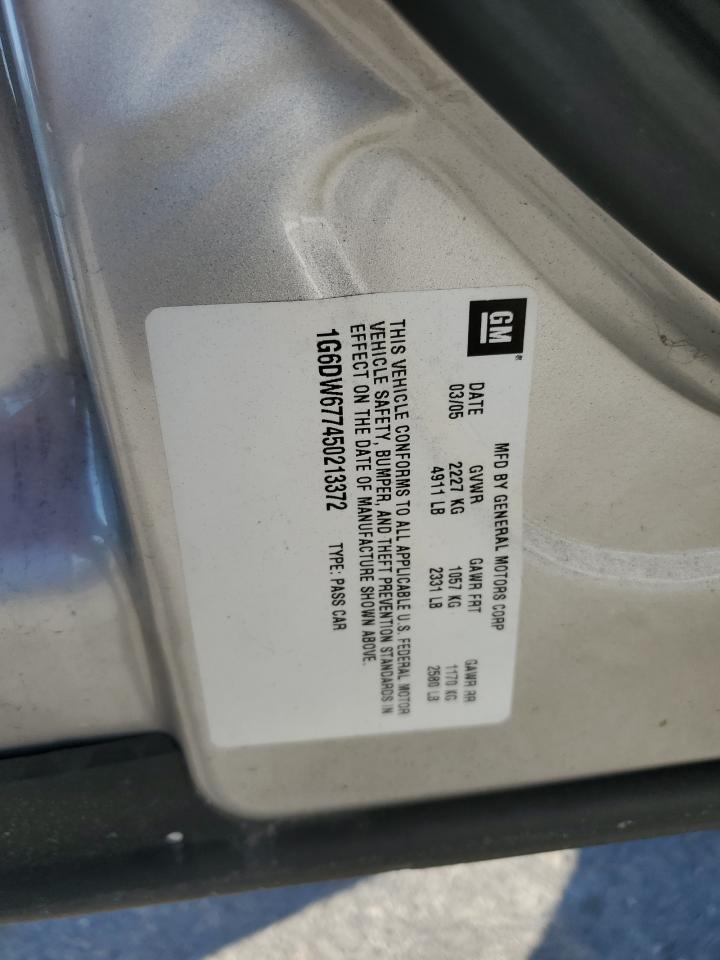 GM
MFD BY GENERAL MOTORS CORP
DATE GVWR GAWR FRT GAWR RR
03/05 2227 KG 1057 KG 1170 KG
4911 LB 2331 LB 2580 LB
THIS VEHICLE CONFORMS TO ALL APPLICABLE U.S. FEDERAL MOTOR
VEHICLE SAFETY, BUMPER, AND THEFT PREVENTION STANDARDS IN
EFFECT ON THE DATE OF MANUFACTURE SHOWN ABOVE.
1G6DW677450213372 TYPE: PASS CAR